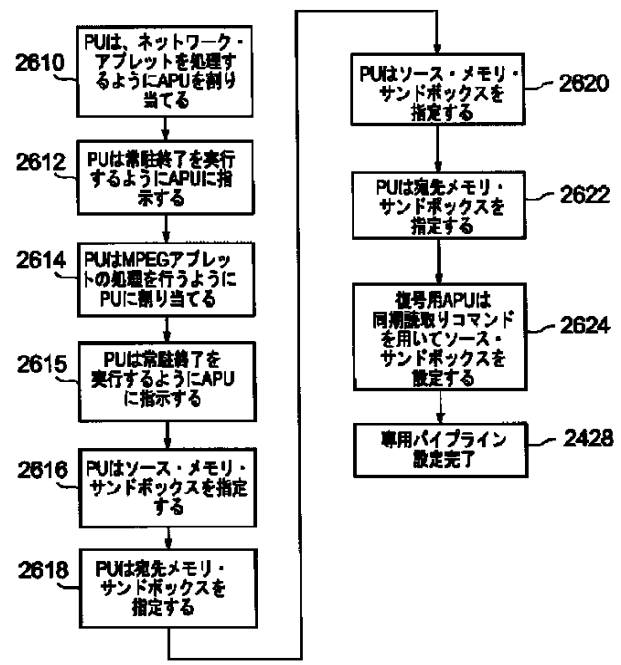 2610
PUは、ネットワーク・
アプレットを処理す
るようにAPUを割り
当てる
2612
PUは常駐終了を実行
するようにAPUに指
示する
2614
PUはMPEGアプレッ
トの処理を行うように
PUに割り当てる
2615
PUは常駐終了を
実行するようにAPU
に指示する
2616
PUはソース・メモリ・
サンドボックスを指定
する
2618
PUは宛先メモリ・
サンドボックスを
指定する
2620
PUはソース・メモリ・
サンドボックスを
指定する
2622
PUは宛先メモリ・
サンドボックスを
指定する
2624
復号用APUは
同期読取りコマンド
を用いてソース・
サンドボックスを
設定する
2428
専用パイプライン
設定完了